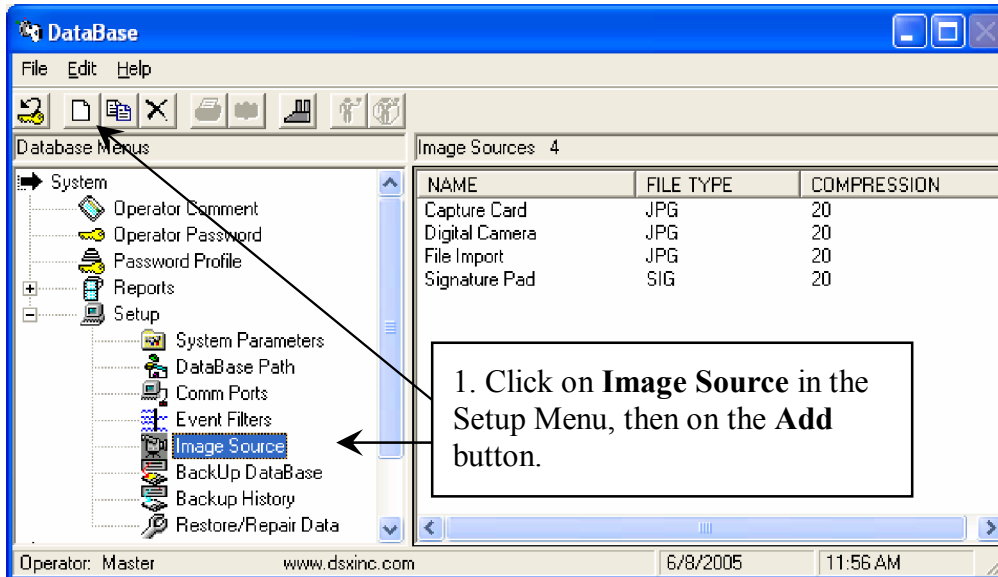 DataBase
File Edit Help
Database Menus
Image Sources 4
System
Operator Comment
Operator Password
Password Profile
Reports
Setup
System Parameters
DataBase Path
Comm Ports
Event Filters
Image Source
BackUp DataBase
Backup History
Restore/Repair Data
NAME FILE TYPE COMPRESSION
Capture Card JPG 20
Digital Camera JPG 20
File Import JPG 20
Signature Pad SIG 20
1. Click on Image Source in the
Setup Menu, then on the Add
button.
Operator: Master www.dsxinc.com 6/8/2005 11:56 AM